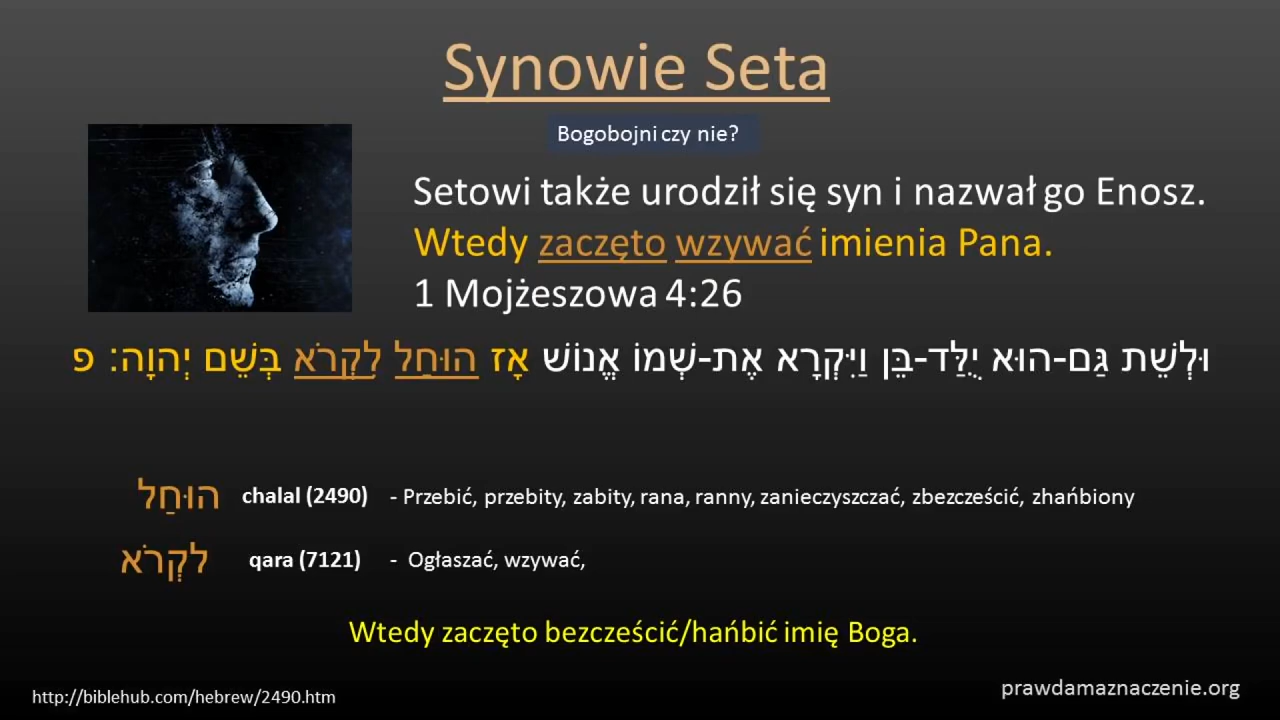 Synowie Seta
Bogobojni czy nie?
Setowi także urodził się syn i nazwał go Enosz.
Wtedy zaczęto wzywać imienia Pana.
1 Mojżeszowa 4:26
וּלְשֵׁת גַּם-הוּא יֻלַּד-בֵּן וַיִּקְרָא אֶת-שְׁמוֹ אֱנוֹשׁ אָז הוּחַל לִקְרֹא בְּשֵׁם יְהוָה׃ פ
הוּחַל chalal (2490) - Przebić, przebity, zabity, rana, ranny, zanieczyszczać, zbezcześcić, zhańbiony
לקְרֹא qara (7121) - Ogłaszać, wzywać,
Wtedy zaczęto bezcześcić/hańbić imię Boga.
http://biblehub.com/hebrew/2490.htm
prawdamaznaczenie.org